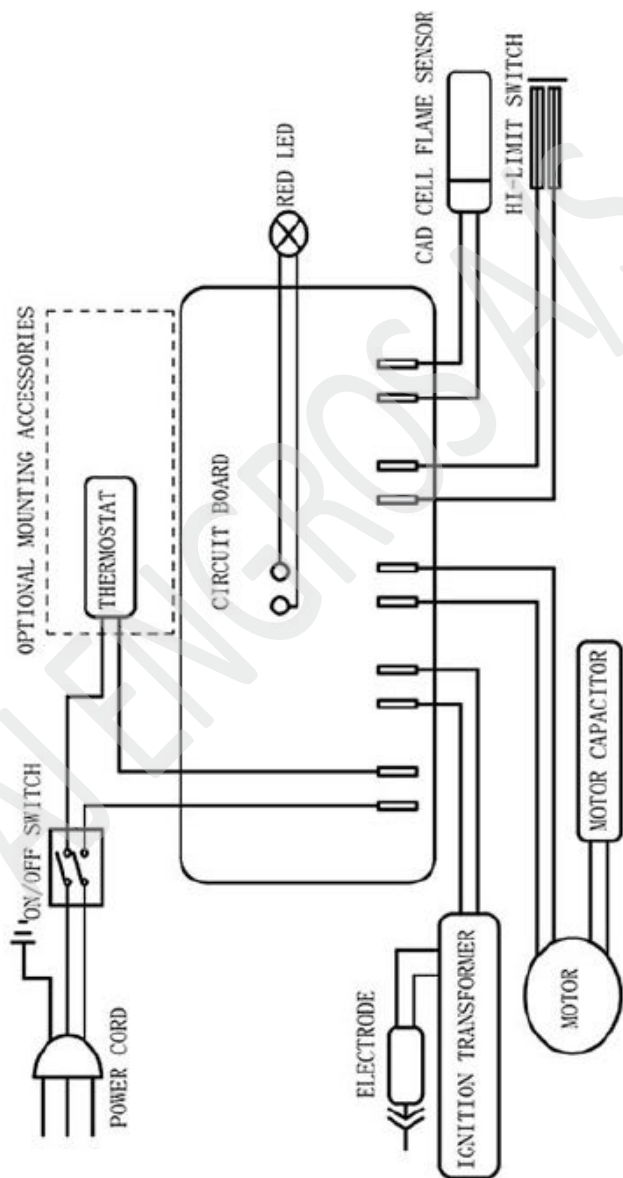 OPTIONAL MOUNTING ACCESSORIES
ON/OFF SWITCH
THERMOSTAT
POWER CORD
RED LED
CIRCUIT BOARD
CAD CELL FLAME SENSOR
HI-LIMIT SWITCH
ELECTRODE
IGNITION TRANSFORMER
MOTOR
MOTOR CAPACITOR
ENGROS A/S